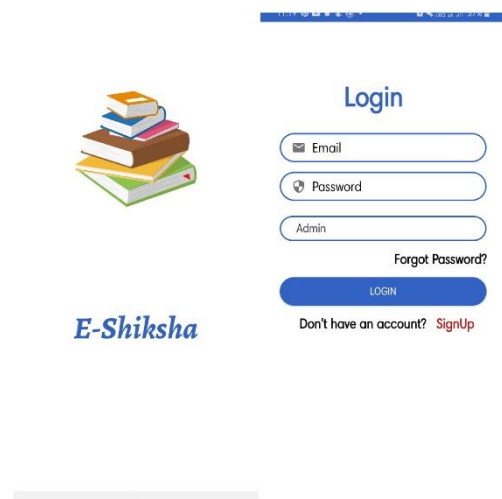 E-Shiksha
Login
Email
Password
Admin
Forgot Password?
LOGIN
Don't have an account? SignUp